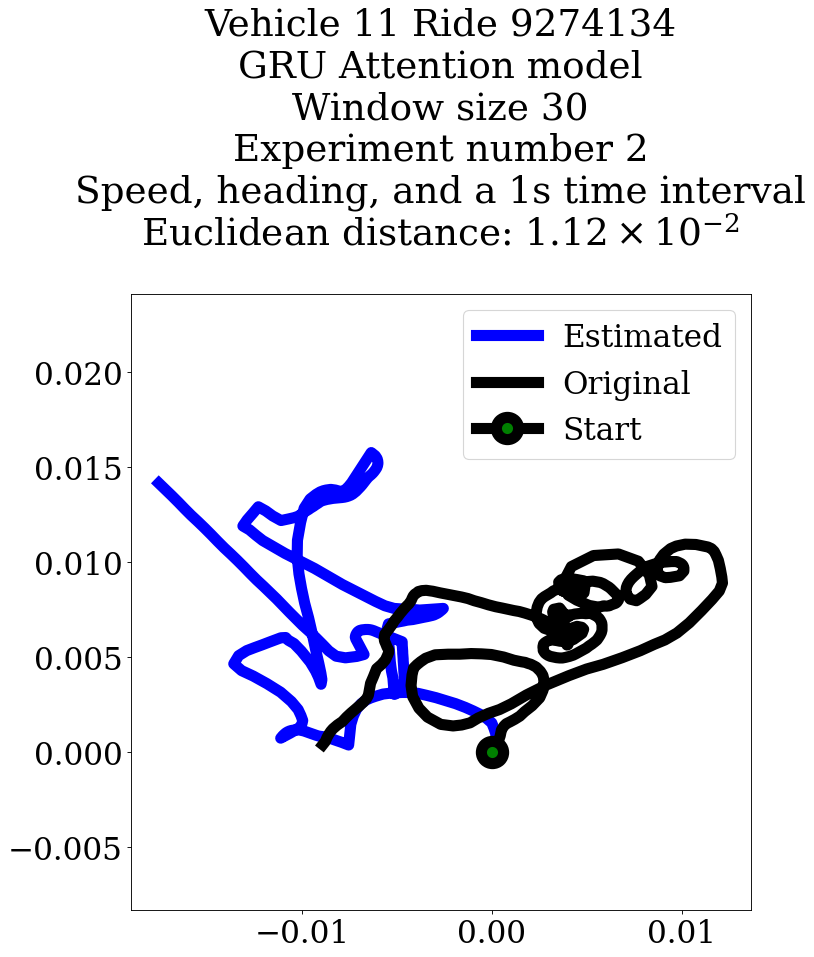 Vehicle 11 Ride 9274134
GRU Attention model
Window size 30
Experiment number 2
Speed, heading, and a 1s time interval
Euclidean distance: 1.12 × 10⁻²
Estimated
Original
Start
0.020
0.015
0.010
0.005
0.000
−0.005
−0.01 0.00 0.01